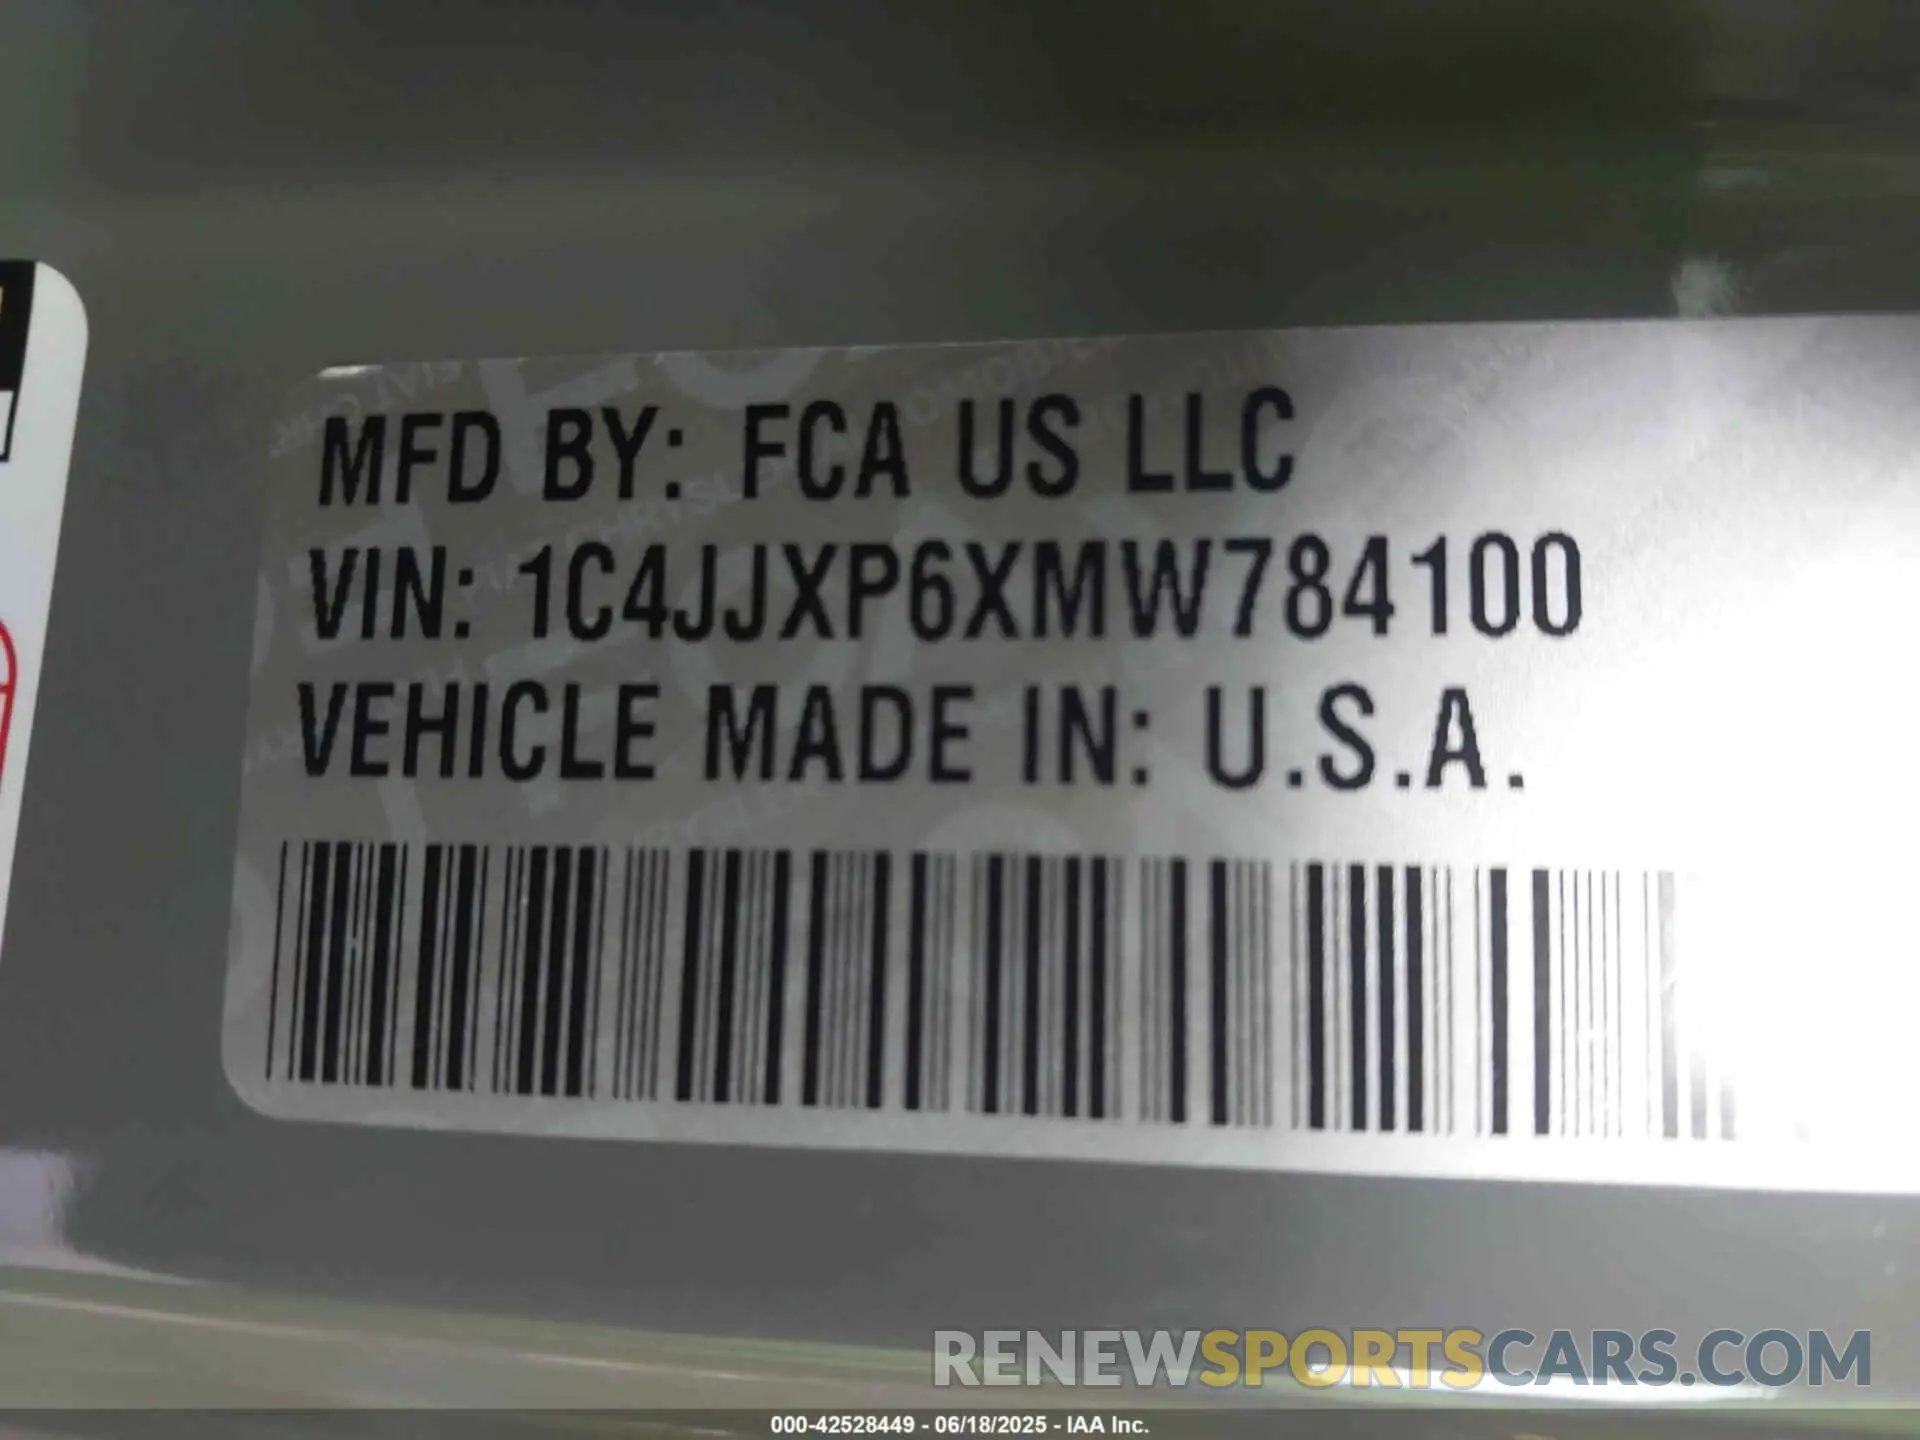 MFD BY: FCA US LLC
VIN: 1C4JJXP6XMW784100
VEHICLE MADE IN: U.S.A.
RENEWSPORTSCARS.COM
000-42528449 - 06/18/2025 - IAA Inc.